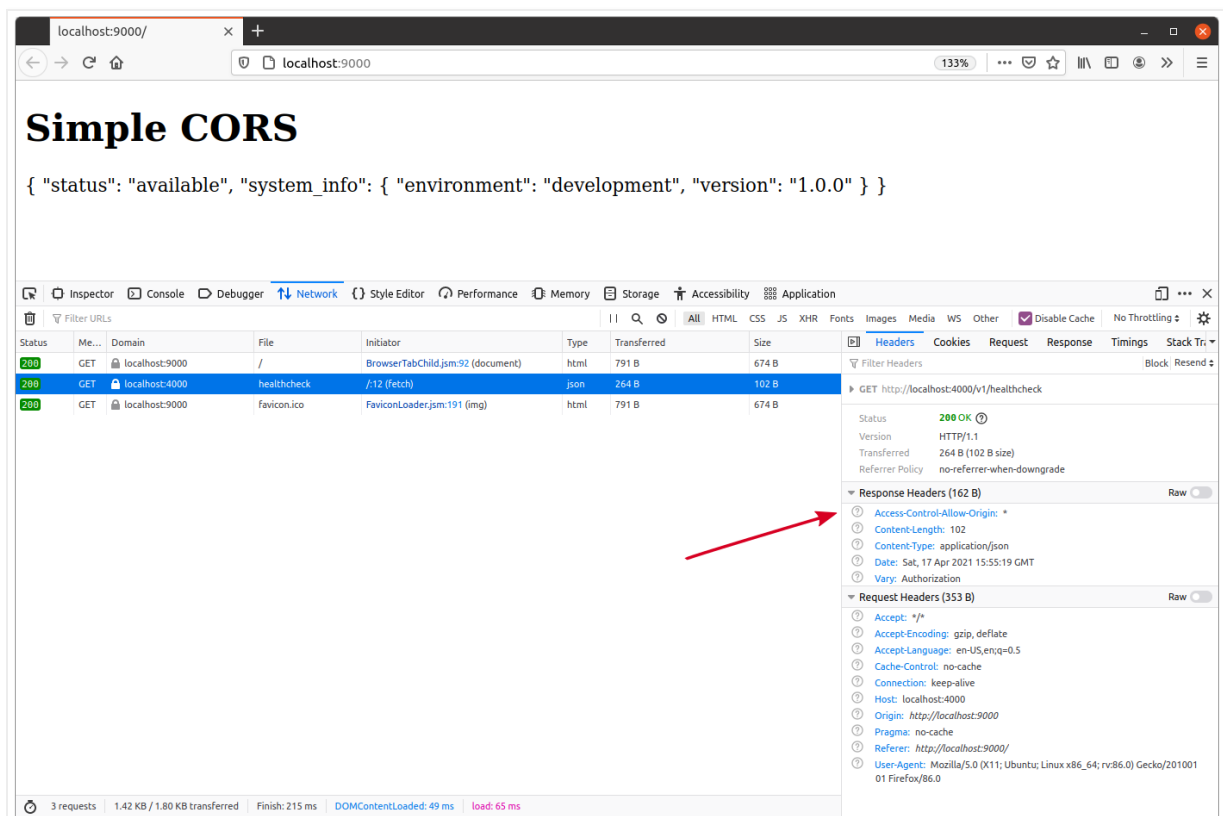 localhost:9000/
localhost:9000 133%
Simple CORS
{ "status": "available", "system_info": { "environment": "development", "version": "1.0.0" } }
Inspector Console Debugger Network Style Editor Performance Memory Storage Accessibility Application
Filter URLs All HTML CSS JS XHR Fonts Images Media WS Other Disable Cache No Throttling
Status Me... Domain File Initiator Type Transferred Size
200 GET localhost:9000 / BrowserTabChild.jsm:92 (document) html 791 B 674 B
200 GET localhost:4000 healthcheck /:12 (fetch) json 264 B 102 B
200 GET localhost:9000 favicon.ico FaviconLoader.jsm:191 (img) html 791 B 674 B
Headers Cookies Request Response Timings Stack Tra
Filter Headers Block Resend
GET http://localhost:4000/v1/healthcheck
Status 200 OK
Version HTTP/1.1
Transferred 264 B (102 B size)
Referrer Policy no-referrer-when-downgrade
Response Headers (162 B) Raw
Access-Control-Allow-Origin: *
Content-Length: 102
Content-Type: application/json
Date: Sat, 17 Apr 2021 15:55:19 GMT
Vary: Authorization
Request Headers (353 B) Raw
Accept: */*
Accept-Encoding: gzip, deflate
Accept-Language: en-US,en;q=0.5
Cache-Control: no-cache
Connection: keep-alive
Host: localhost:4000
Origin: http://localhost:9000
Pragma: no-cache
Referer: http://localhost:9000/
User-Agent: Mozilla/5.0 (X11; Ubuntu; Linux x86_64; rv:86.0) Gecko/201001
01 Firefox/86.0
3 requests 1.42 KB / 1.80 KB transferred Finish: 215 ms DOMContentLoaded: 49 ms load: 65 ms